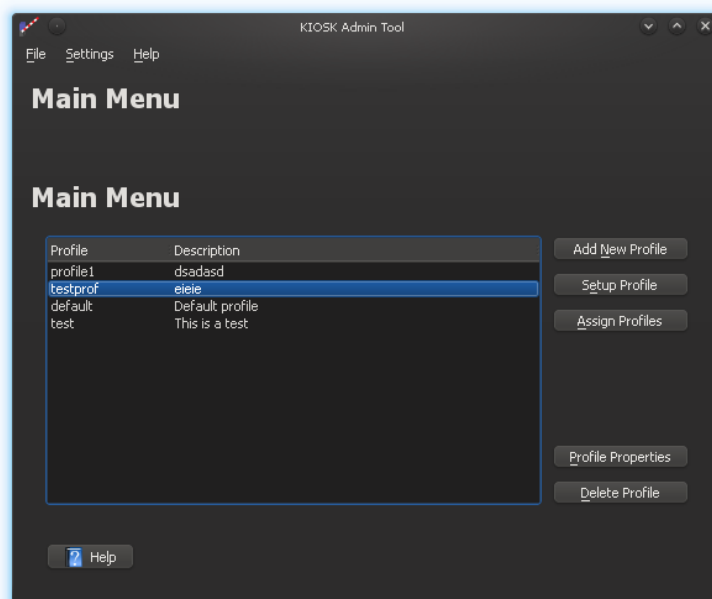 KIOSK Admin Tool
File Settings Help
Main Menu
Main Menu
Profile Description
profile1 dsadasd
testprof eieie
default Default profile
test This is a test
Add New Profile
Setup Profile
Assign Profiles
Profile Properties
Delete Profile
? Help